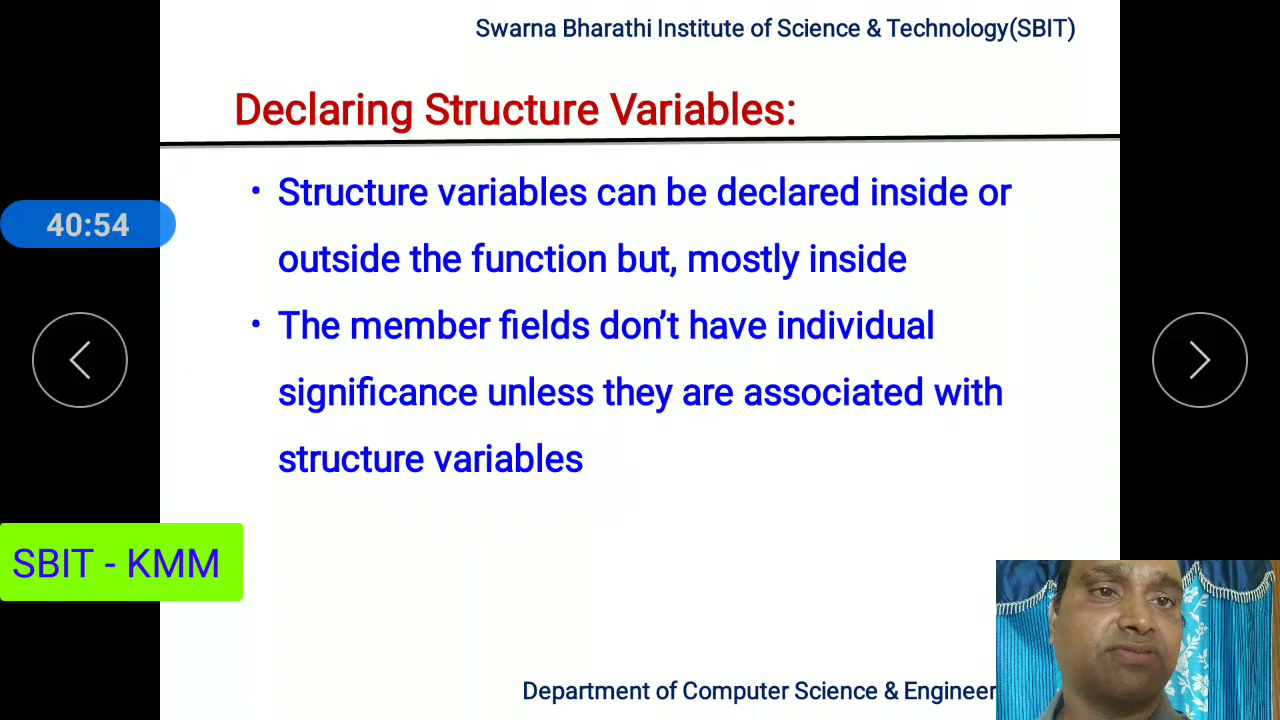 Swarna Bharathi Institute of Science & Technology(SBIT)
Declaring Structure Variables:
• Structure variables can be declared inside or
outside the function but, mostly inside
• The member fields don’t have individual
significance unless they are associated with
structure variables
40:54
SBIT - KMM
Department of Computer Science & Engineer